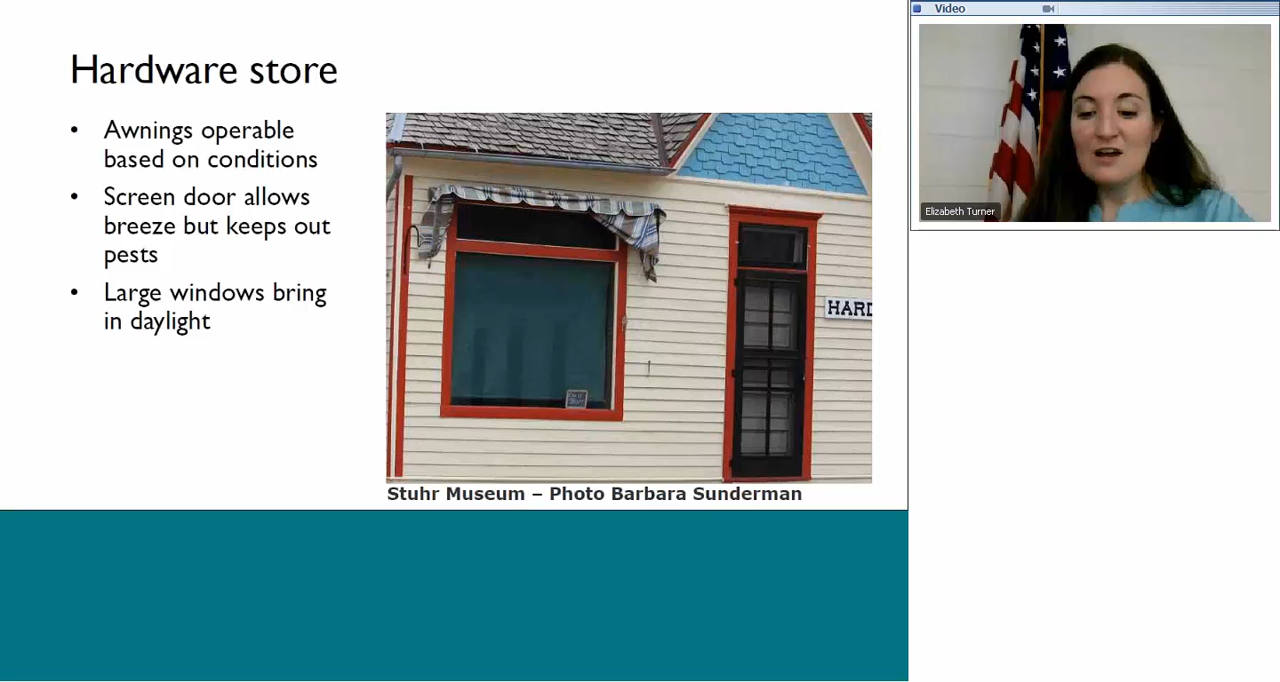 Hardware store
• Awnings operable
based on conditions
• Screen door allows
breeze but keeps out
pests
• Large windows bring
in daylight
HARD
Stuhr Museum – Photo Barbara Sunderman
Video
Elizabeth Turner